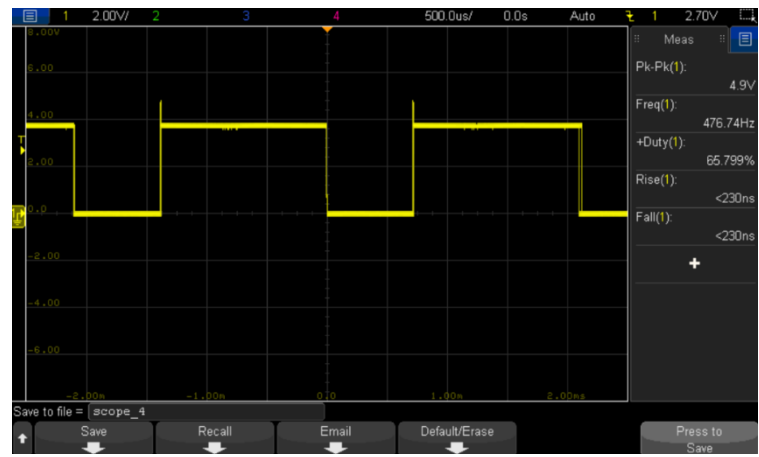 1 2.00V/ 2 3 4 500.0us/ 0.0s Auto 1 2.70V
8.00V
6.00
4.00
2.00
0.0
-2.00
-4.00
-6.00
-2.00m -1.00m 0.0 1.00m 2.00ms
Meas
Pk-Pk(1):
4.9V
Freq(1):
476.74Hz
+Duty(1):
65.799%
Rise(1):
<230ns
Fall(1):
<230ns
Save to file = scope_4
Save Recall Email Default/Erase Press to
Save